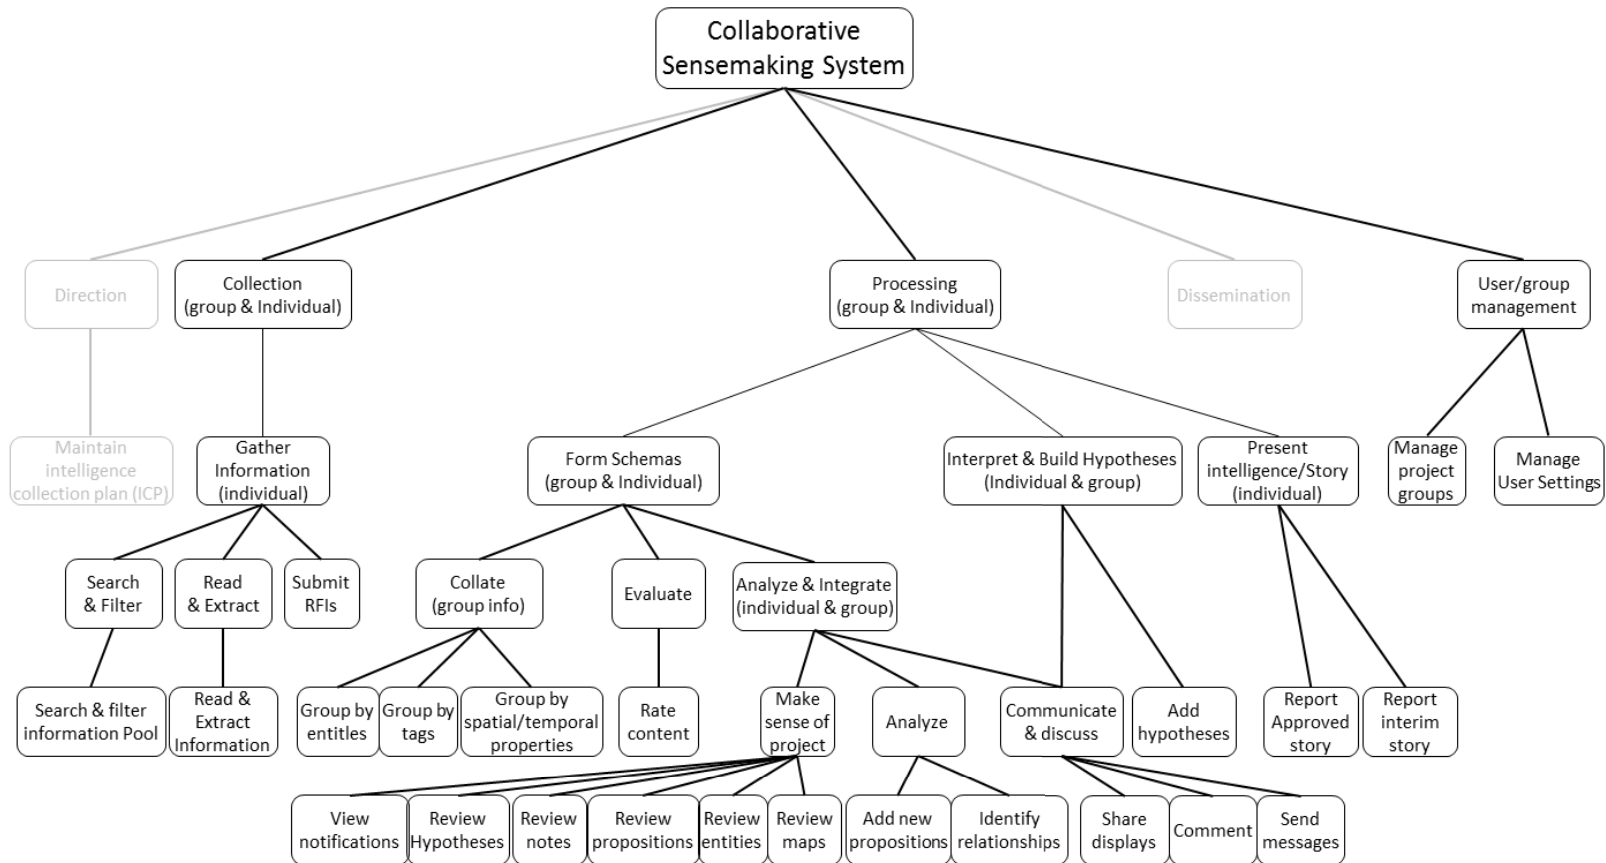 Collaborative
Sensemaking System
Direction
Collection
(group & Individual)
Processing
(group & Individual)
Dissemination
User/group
management
Maintain
intelligence
collection plan (ICP)
Gather
Information
(individual)
Form Schemas
(group & Individual)
Interpret & Build Hypotheses
(Individual & group)
Present
intelligence/Story
(individual)
Manage
project
groups
Manage
User Settings
Search
& Filter
Read
& Extract
Submit
RFIs
Collate
(group info)
Evaluate
Analyze & Integrate
(individual & group)
Search & filter
information Pool
Read &
Extract
Information
Group by
entitles
Group by
tags
Group by
spatial/temporal
properties
Rate
content
Make
sense of
project
Analyze
Communicate
& discuss
Add
hypotheses
Report
Approved
story
Report
interim
story
View
notifications
Review
Hypotheses
Review
notes
Review
propositions
Review
entities
Review
maps
Add new
propositions
Identify
relationships
Share
displays
Comment
Send
messages